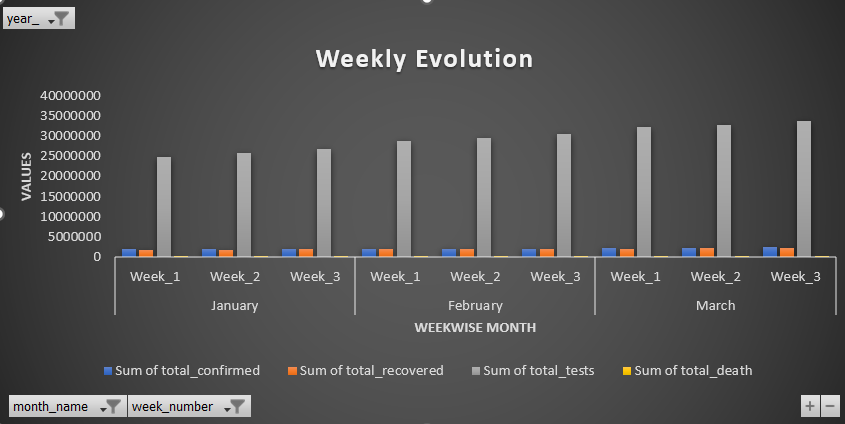 year_
Weekly Evolution
40000000
35000000
30000000
25000000
20000000
15000000
10000000
5000000
0
VALUES
Week_1 Week_2 Week_3 Week_1 Week_2 Week_3 Week_1 Week_2 Week_3
January February March
WEEKWISE MONTH
Sum of total_confirmed Sum of total_recovered Sum of total_tests Sum of total_death
month_name week_number + −